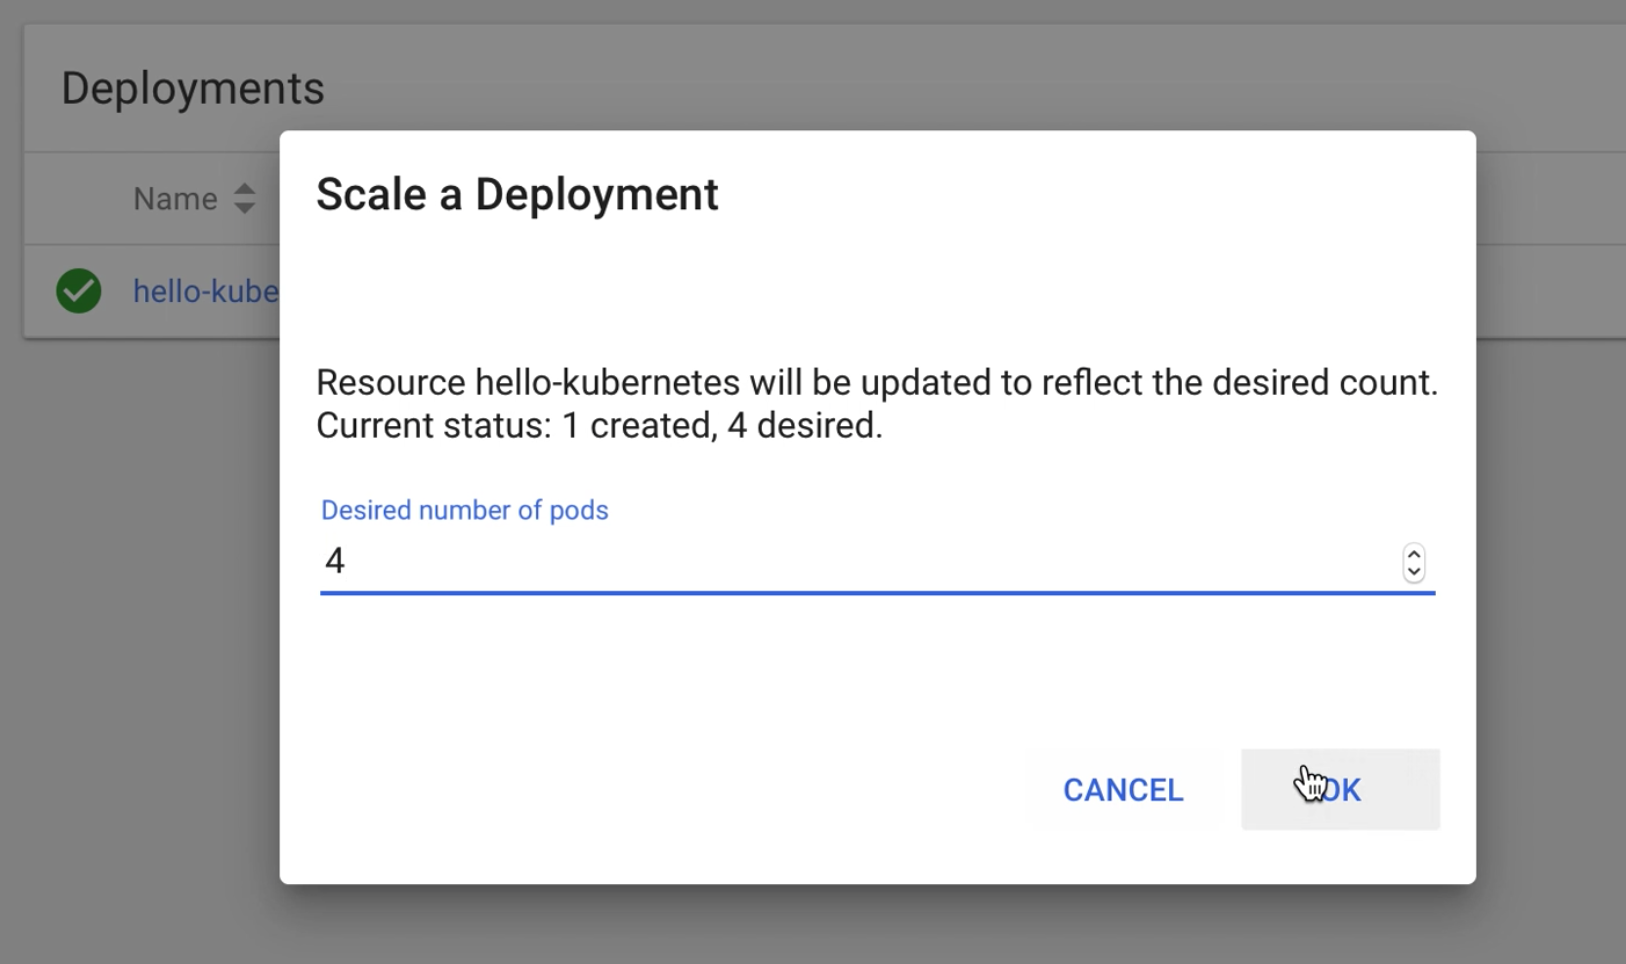 Deployments
Scale a Deployment
Name
hello-kube
Resource hello-kubernetes will be updated to reflect the desired count.
Current status: 1 created, 4 desired.
Desired number of pods
4
CANCEL
OK